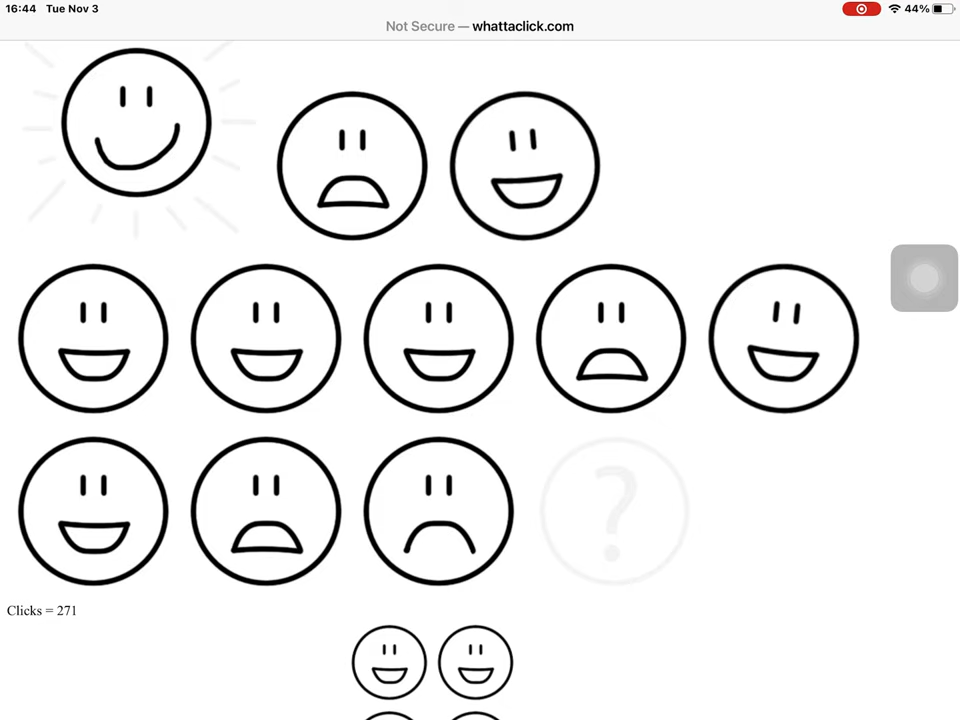 16:44 Tue Nov 3
44%
Not Secure — whattaclick.com
?
Clicks = 271